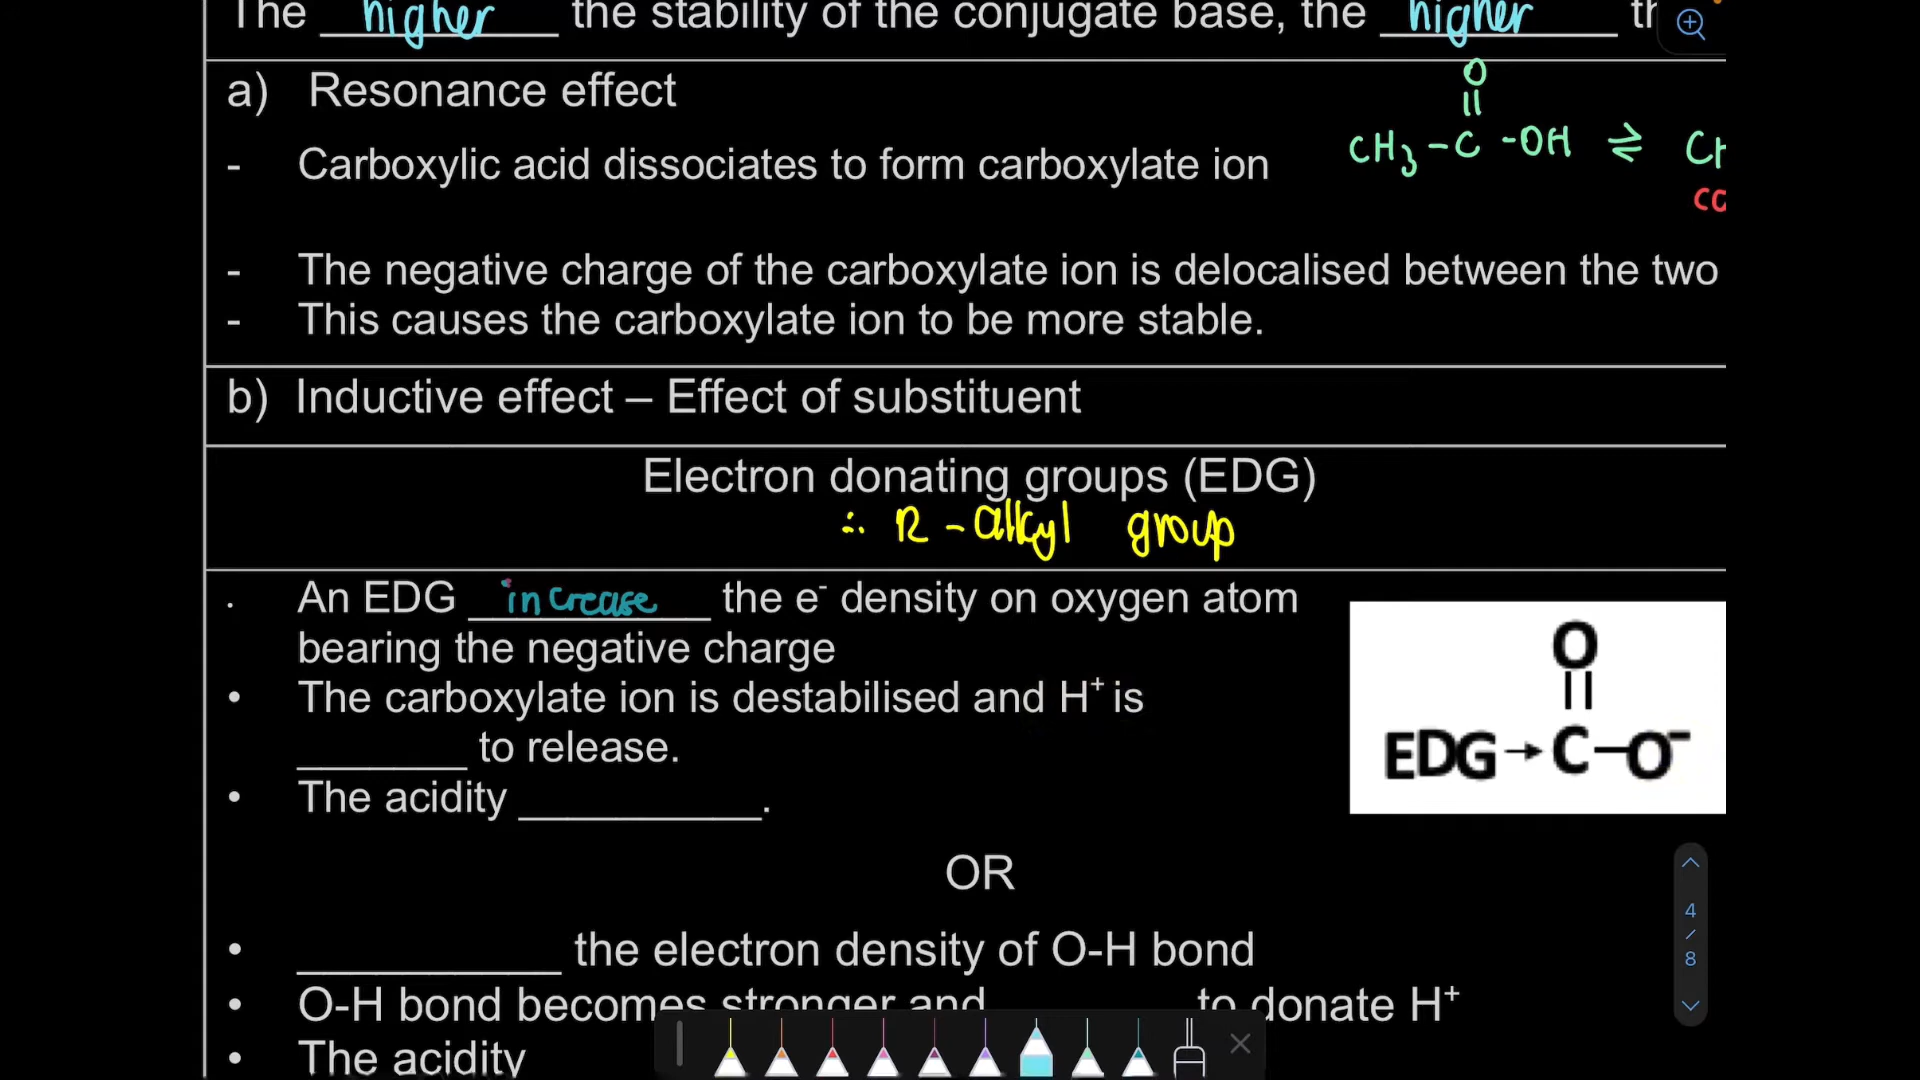 The higher the stability of the conjugate base, the higher
a) Resonance effect
O
- Carboxylic acid dissociates to form carboxylate ion
CH3 - C - OH ⇌
- The negative charge of the carboxylate ion is delocalised between the two
- This causes the carboxylate ion to be more stable.
b) Inductive effect – Effect of substituent
Electron donating groups (EDG)
∴ R - alkyl group
· An EDG increase the e⁻ density on oxygen atom
bearing the negative charge
• The carboxylate ion is destabilised and H⁺ is
_______ to release.
• The acidity __________.
O
EDG→C–O⁻
OR
• ___________ the electron density of O-H bond
• O-H bond becomes stronger and _________ to donate H⁺
• The acidity
4
/
8